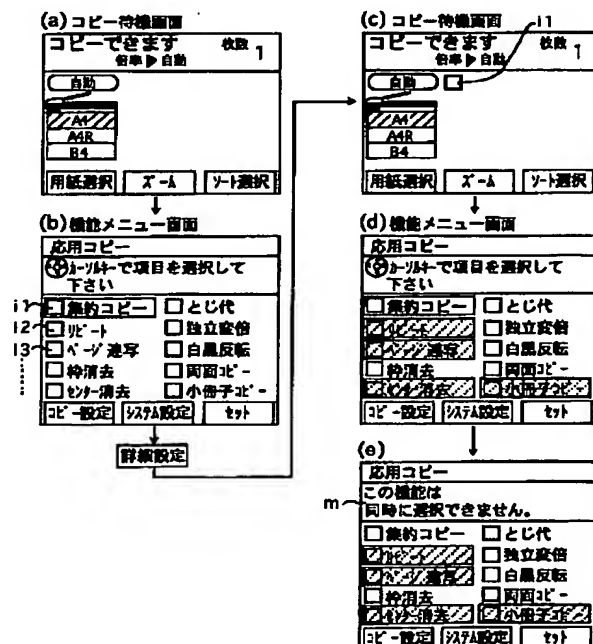 (a) コピー待機画面
コピーできます 枚数 1
倍率▶自動
自動
A4
A4R
B4
用紙選択 ズーム ソート選択
(b) 機能メニュー画面
応用コピー
カーソルキーで項目を選択して
下さい
i1 集約コピー とじ代
i2 リピート 独立変倍
i3 ページ連写 白黒反転
枠消去 両面コピー
センター消去 小冊子コピー
コピー設定 システム設定 セット
詳細設定
(c) コピー待機画面
i1
コピーできます 枚数 1
倍率▶自動
自動
A4
A4R
B4
用紙選択 ズーム ソート選択
(d) 機能メニュー画面
応用コピー
カーソルキーで項目を選択して
下さい
集約コピー とじ代
リピート 独立変倍
ページ連写 白黒反転
枠消去 両面コピー
センター消去 小冊子コピー
コピー設定 システム設定 セット
(e)
応用コピー
m
この機能は
同時に選択できません。
集約コピー とじ代
リピート 独立変倍
ページ連写 白黒反転
枠消去 両面コピー
センター消去 小冊子コピー
コピー設定 システム設定 セット